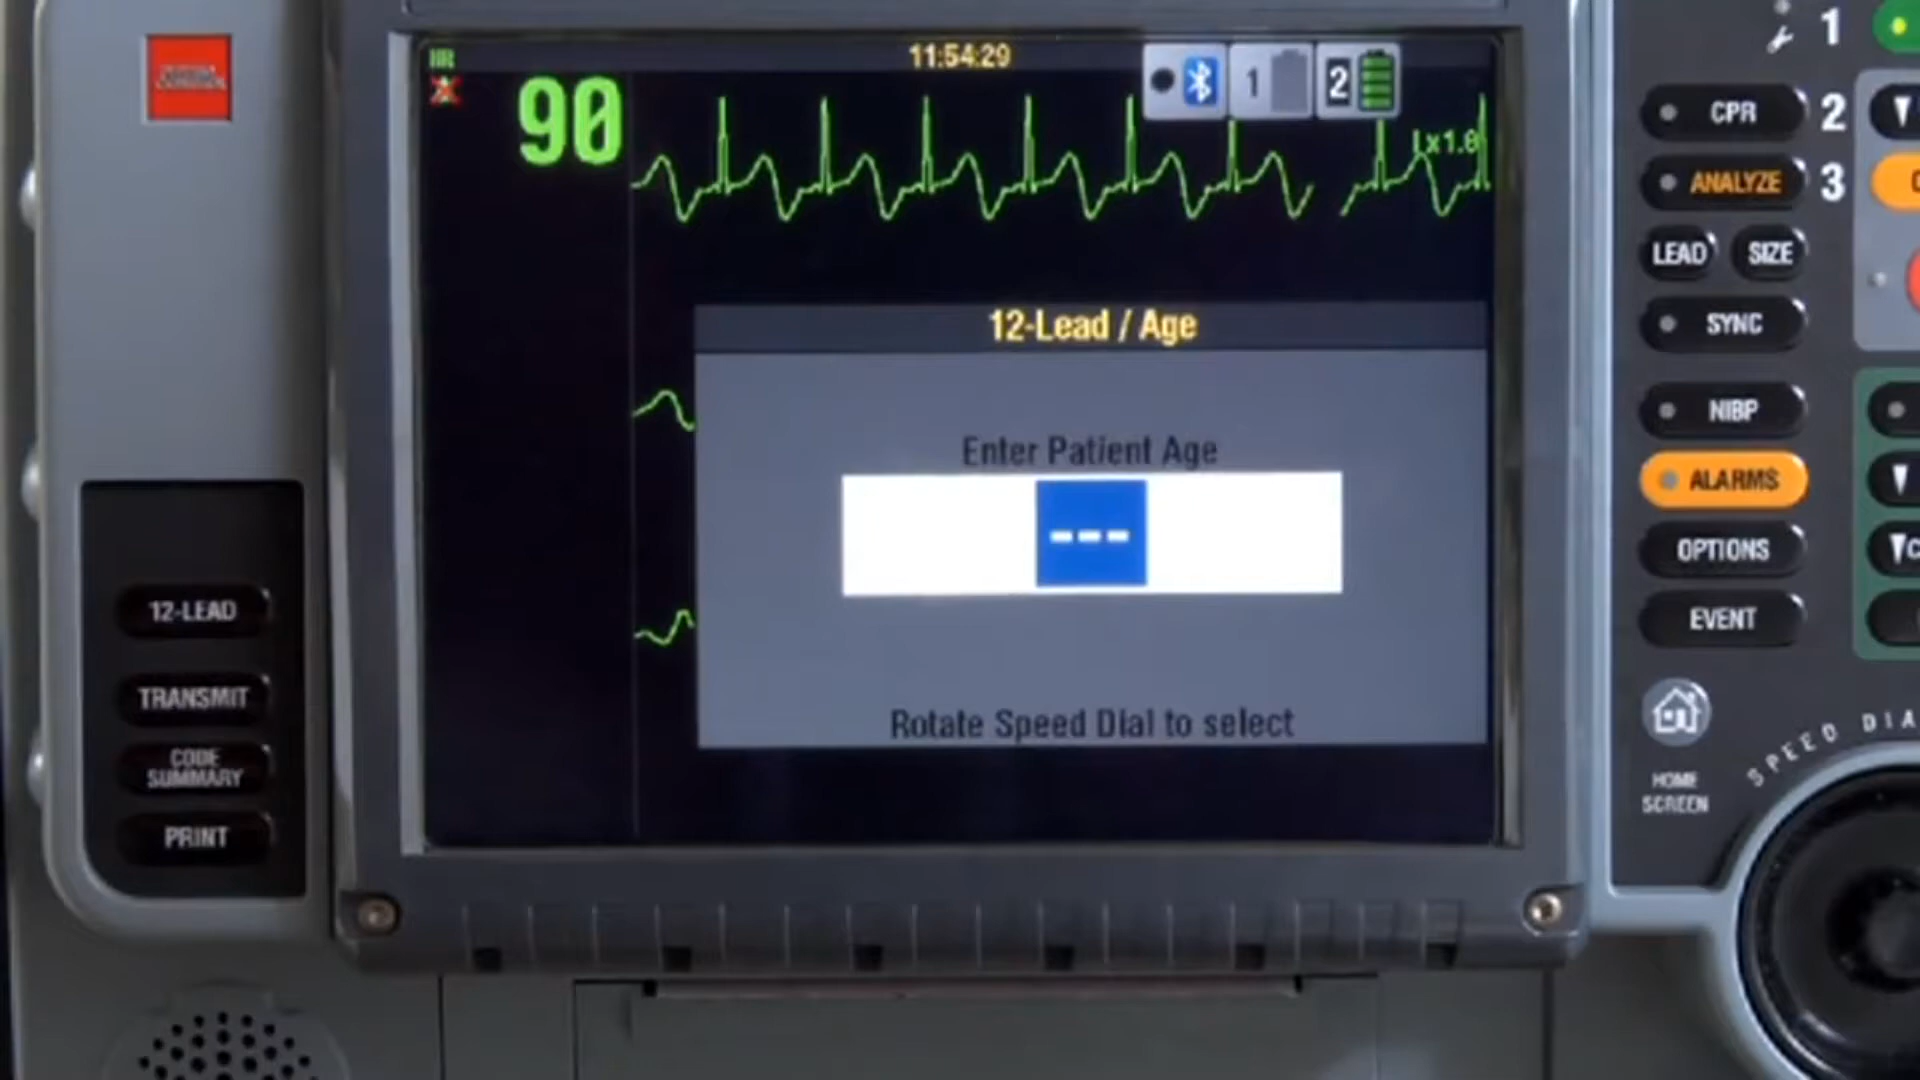 HR
11:54:29
1
2
90
I x1.0
12-Lead / Age
Enter Patient Age
---
Rotate Speed Dial to select
12-LEAD
TRANSMIT
CODE
SUMMARY
PRINT
1
CPR
2
ANALYZE
3
LEAD
SIZE
SYNC
NIBP
ALARMS
OPTIONS
EVENT
HOME
SCREEN
SPEED DIA